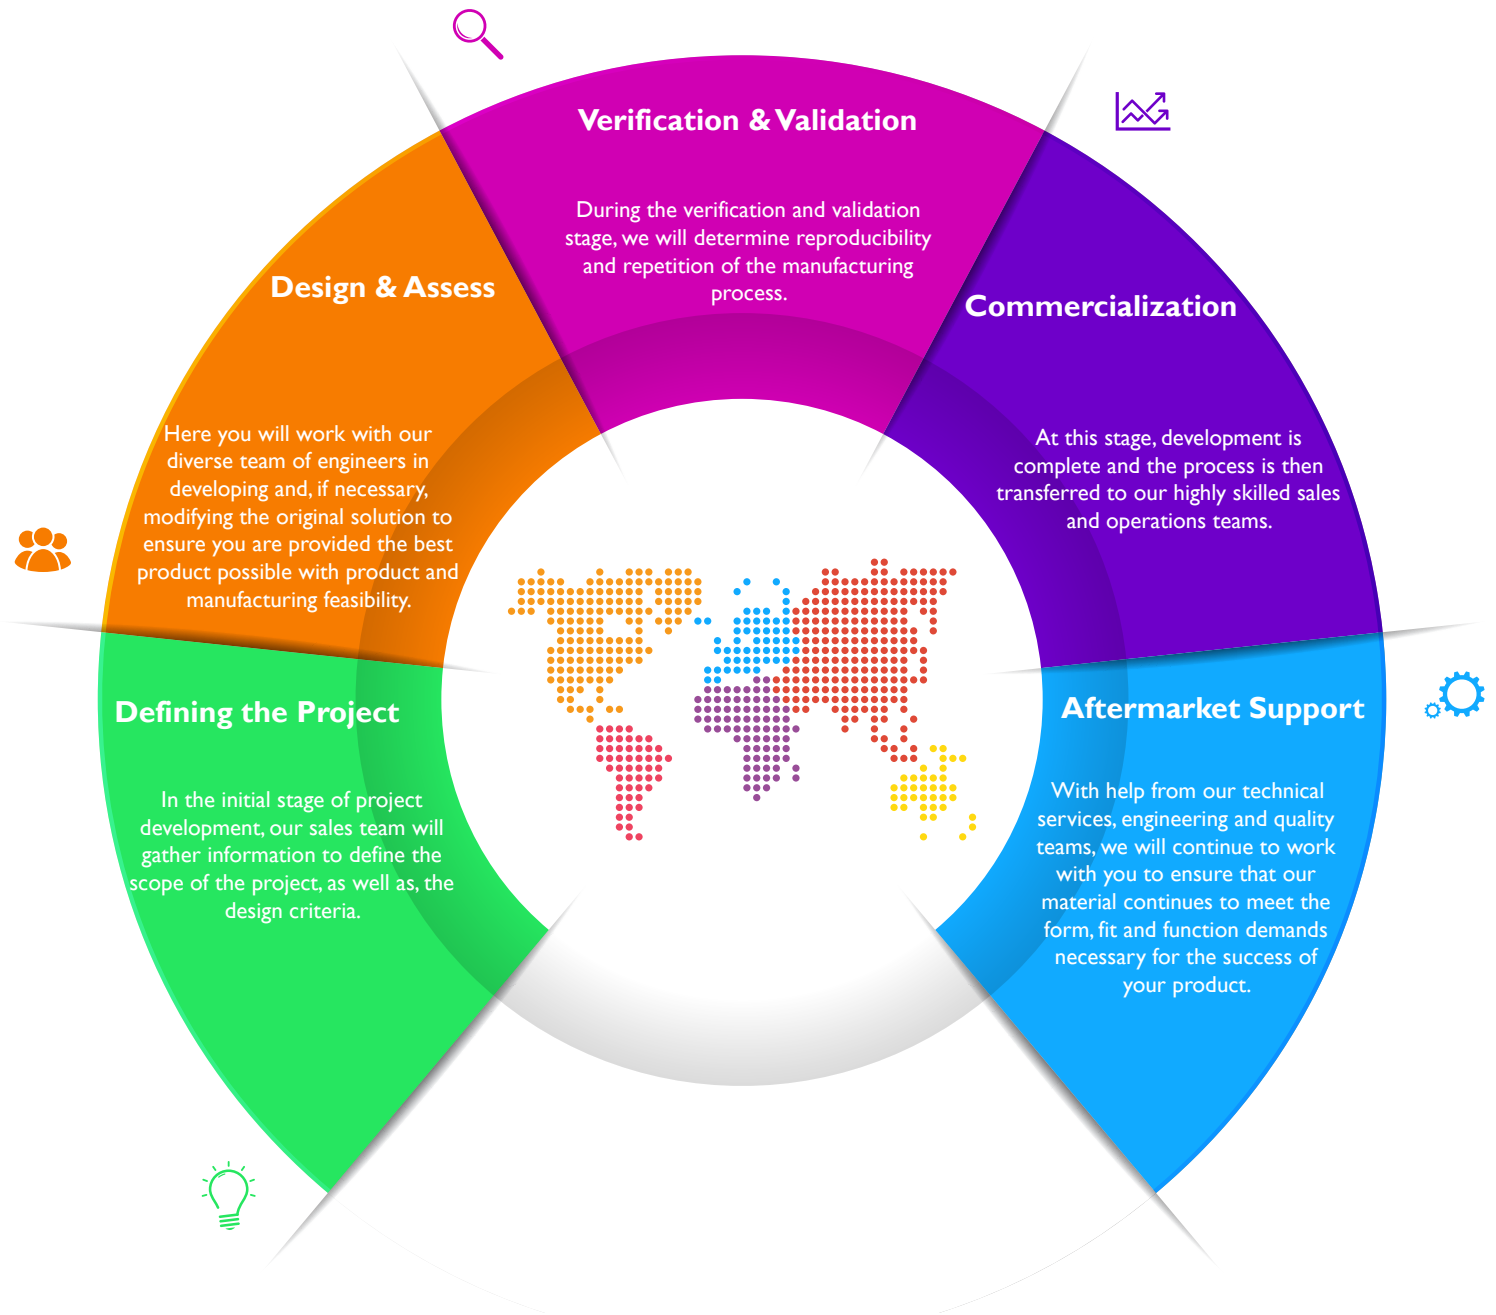 Verification & Validation
During the verification and validation
stage, we will determine reproducibility
and repetition of the manufacturing
process.
Design & Assess
Here you will work with our
diverse team of engineers in
developing and, if necessary,
modifying the original solution to
ensure you are provided the best
product possible with product and
manufacturing feasibility.
Commercialization
At this stage, development is
complete and the process is then
transferred to our highly skilled sales
and operations teams.
Defining the Project
In the initial stage of project
development, our sales team will
gather information to define the
scope of the project, as well as, the
design criteria.
Aftermarket Support
With help from our technical
services, engineering and quality
teams, we will continue to work
with you to ensure that our
material continues to meet the
form, fit and function demands
necessary for the success of
your product.